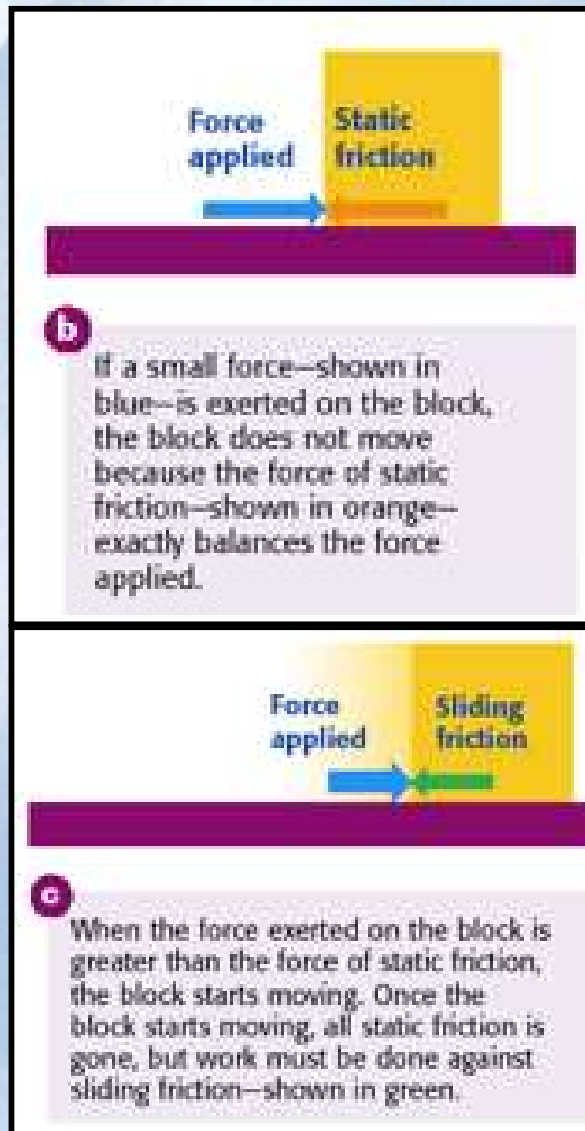 Force
applied
Static
friction
b
If a small force—shown in
blue—is exerted on the block,
the block does not move
because the force of static
friction—shown in orange—
exactly balances the force
applied.
Force
applied
Sliding
friction
c
When the force exerted on the block is
greater than the force of static friction,
the block starts moving. Once the
block starts moving, all static friction is
gone, but work must be done against
sliding friction—shown in green.